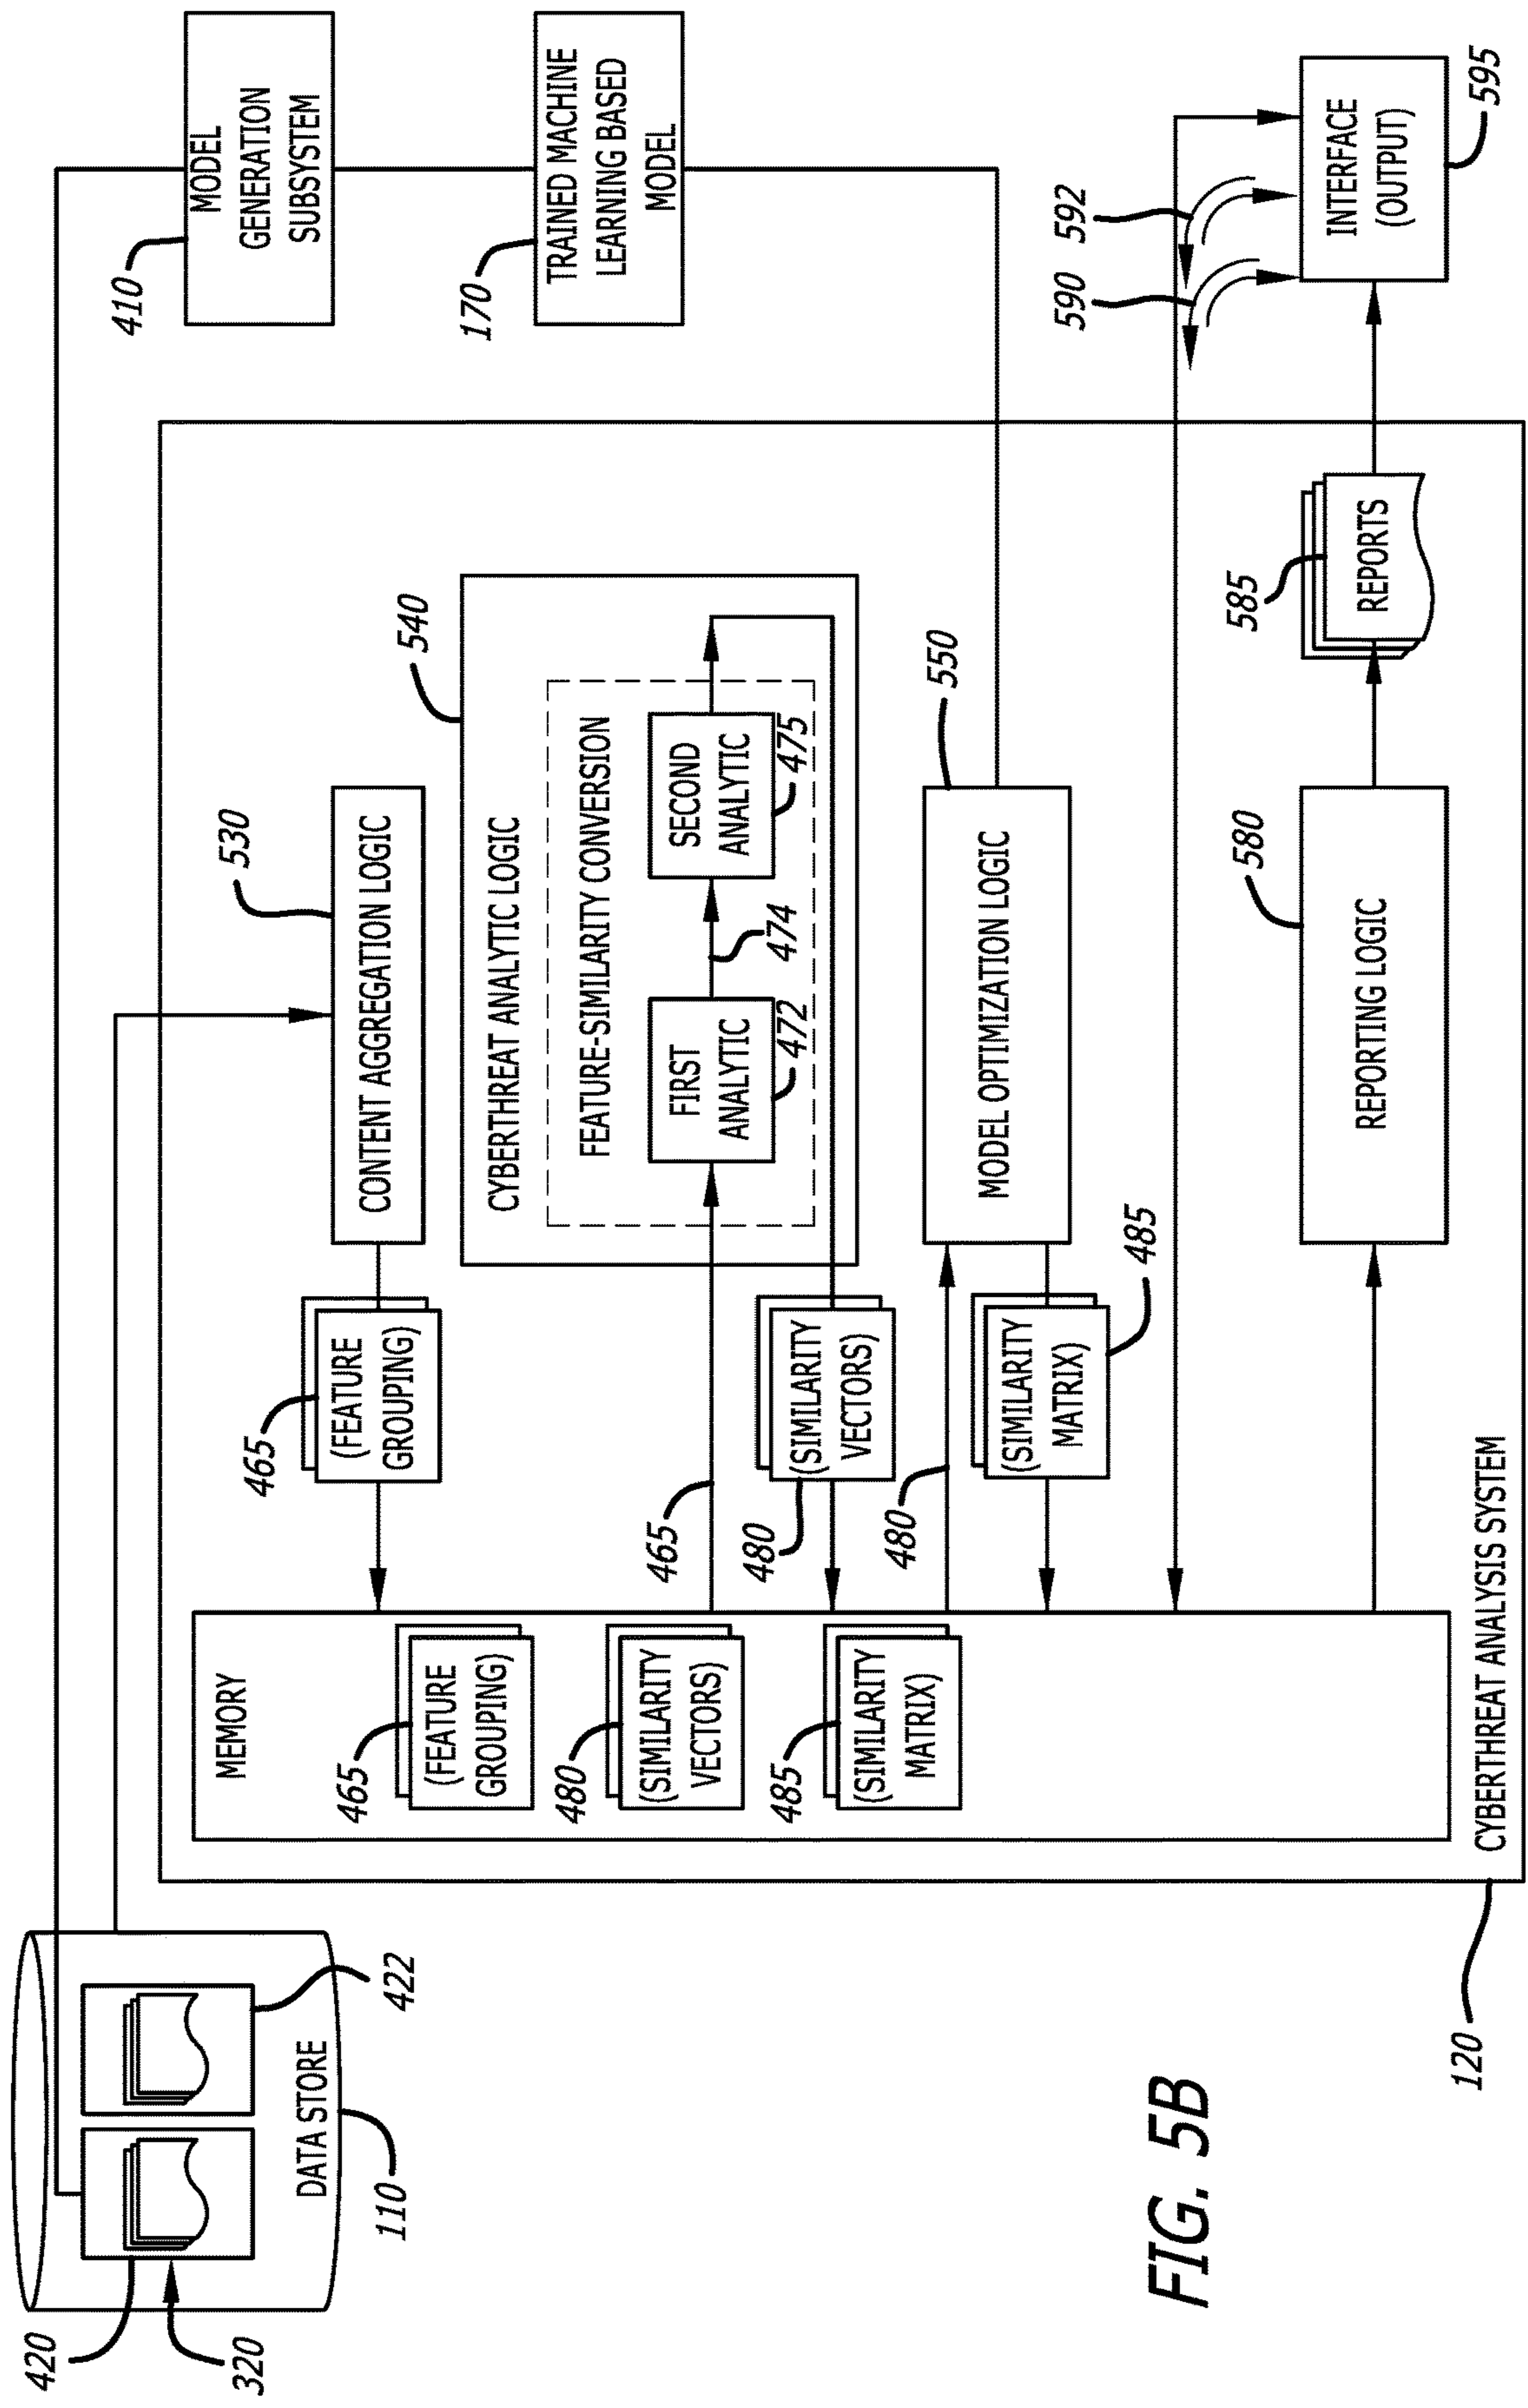 420
320
DATA STORE
110
422
MODEL
GENERATION
SUBSYSTEM
410
TRAINED MACHINE
LEARNING BASED
MODEL
170
MEMORY
465
(FEATURE
GROUPING)
480
(SIMILARITY
VECTORS)
485
(SIMILARITY
MATRIX)
465
(FEATURE
GROUPING)
CONTENT AGGREGATION LOGIC
530
CYBERTHREAT ANALYTIC LOGIC
540
FEATURE-SIMILARITY CONVERSION
FIRST
ANALYTIC
472
474
SECOND
ANALYTIC
475
465
480
(SIMILARITY
VECTORS)
480
MODEL OPTIMIZATION LOGIC
550
(SIMILARITY
MATRIX)
485
REPORTING LOGIC
580
REPORTS
585
590
592
INTERFACE
(OUTPUT)
595
CYBERTHREAT ANALYSIS SYSTEM
120
FIG. 5B